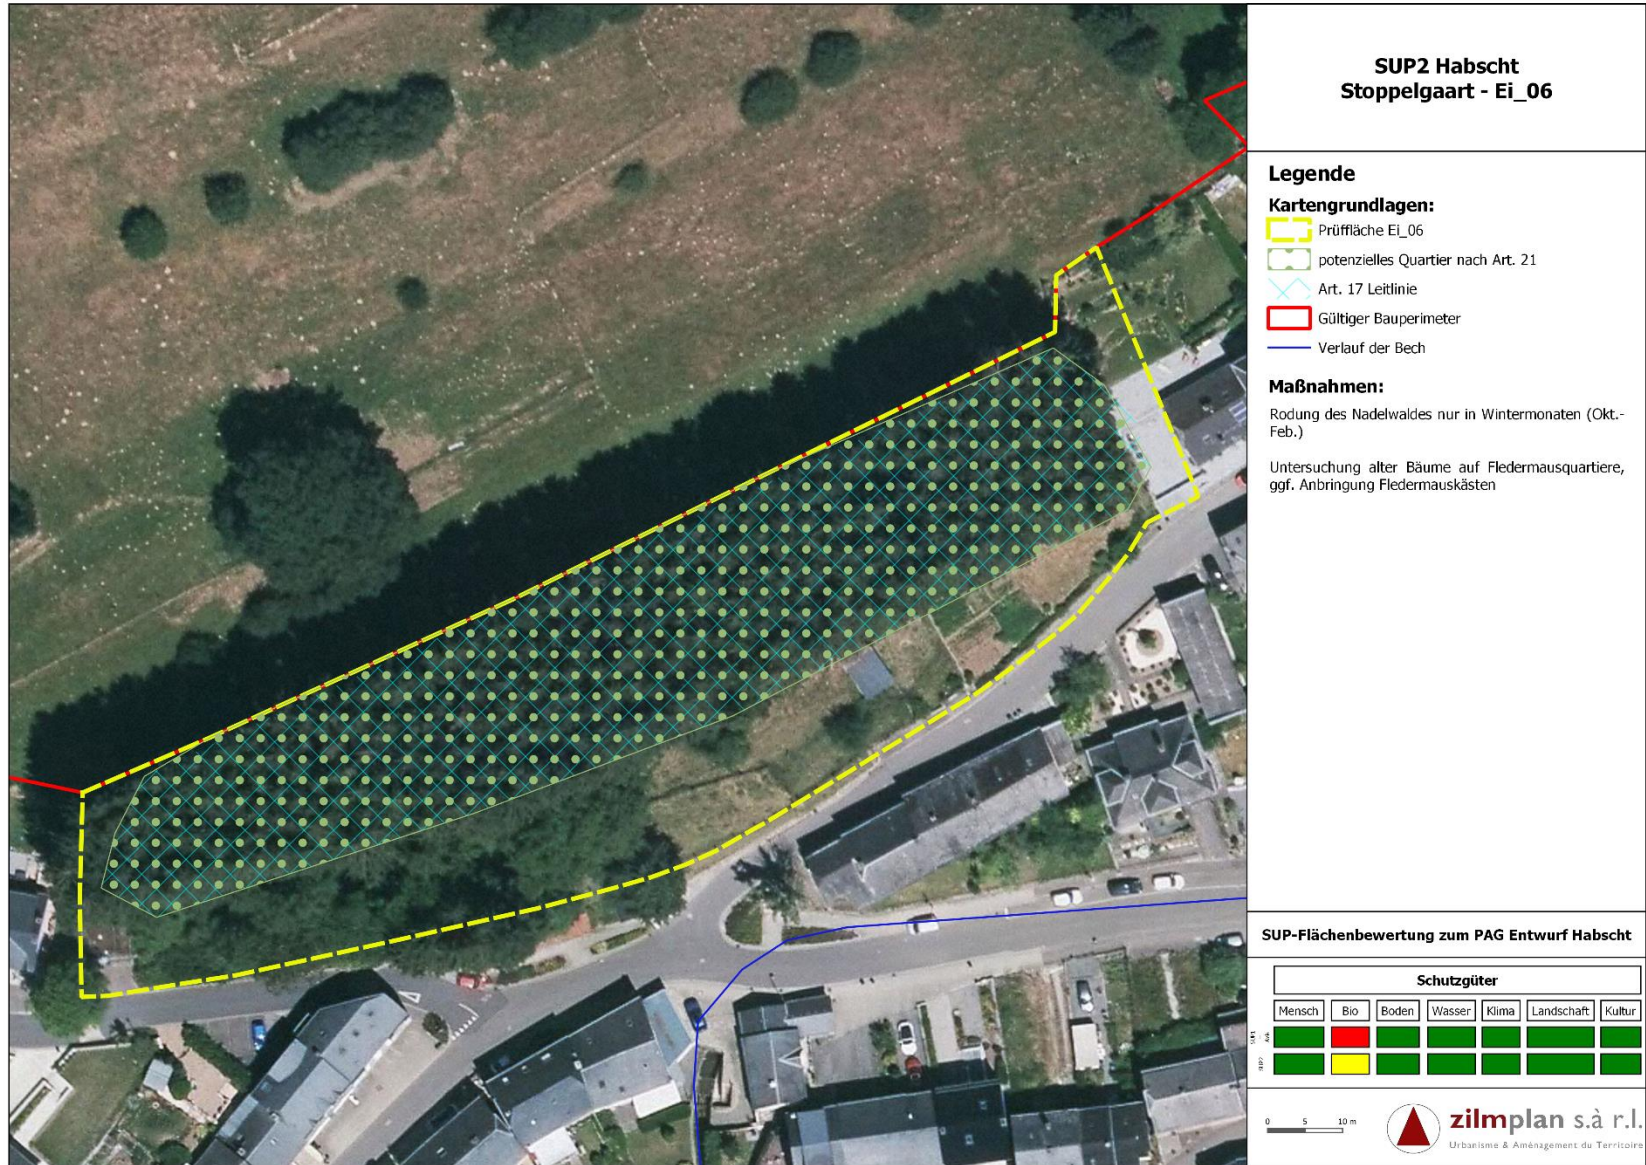 SUP2 Habscht
Stoppelgaart - Ei_06
Legende
Kartengrundlagen:
Prüffläche Ei_06
potenzielles Quartier nach Art. 21
Art. 17 Leitlinie
Gültiger Bauperimeter
Verlauf der Bech
Maßnahmen:
Rodung des Nadelwaldes nur in Wintermonaten (Okt.-
Feb.)
Untersuchung alter Bäume auf Fledermausquartiere,
ggf. Anbringung Fledermauskästen
SUP-Flächenbewertung zum PAG Entwurf Habscht
Schutzgüter
Mensch Bio Boden Wasser Klima Landschaft Kultur
SUP2
0 5 10 m
zilmplan s.à r.l.
Urbanisme & Aménagement du Territoire